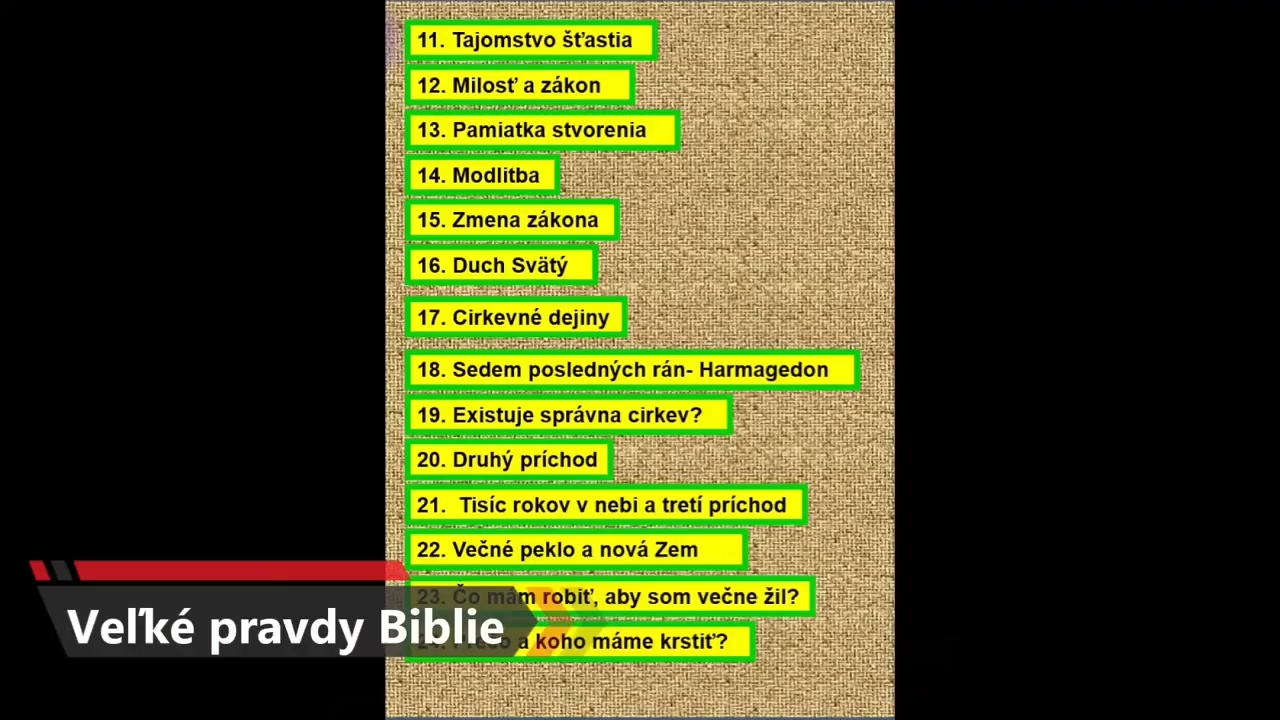 11. Tajomstvo šťastia
12. Milosť a zákon
13. Pamiatka stvorenia
14. Modlitba
15. Zmena zákona
16. Duch Svätý
17. Cirkevné dejiny
18. Sedem posledných rán- Harmagedon
19. Existuje správna cirkev?
20. Druhý príchod
21. Tisíc rokov v nebi a tretí príchod
22. Večné peklo a nová Zem
23. Čo mám robiť, aby som večne žil?
24. a koho máme krstiť?
Veľké pravdy Biblie